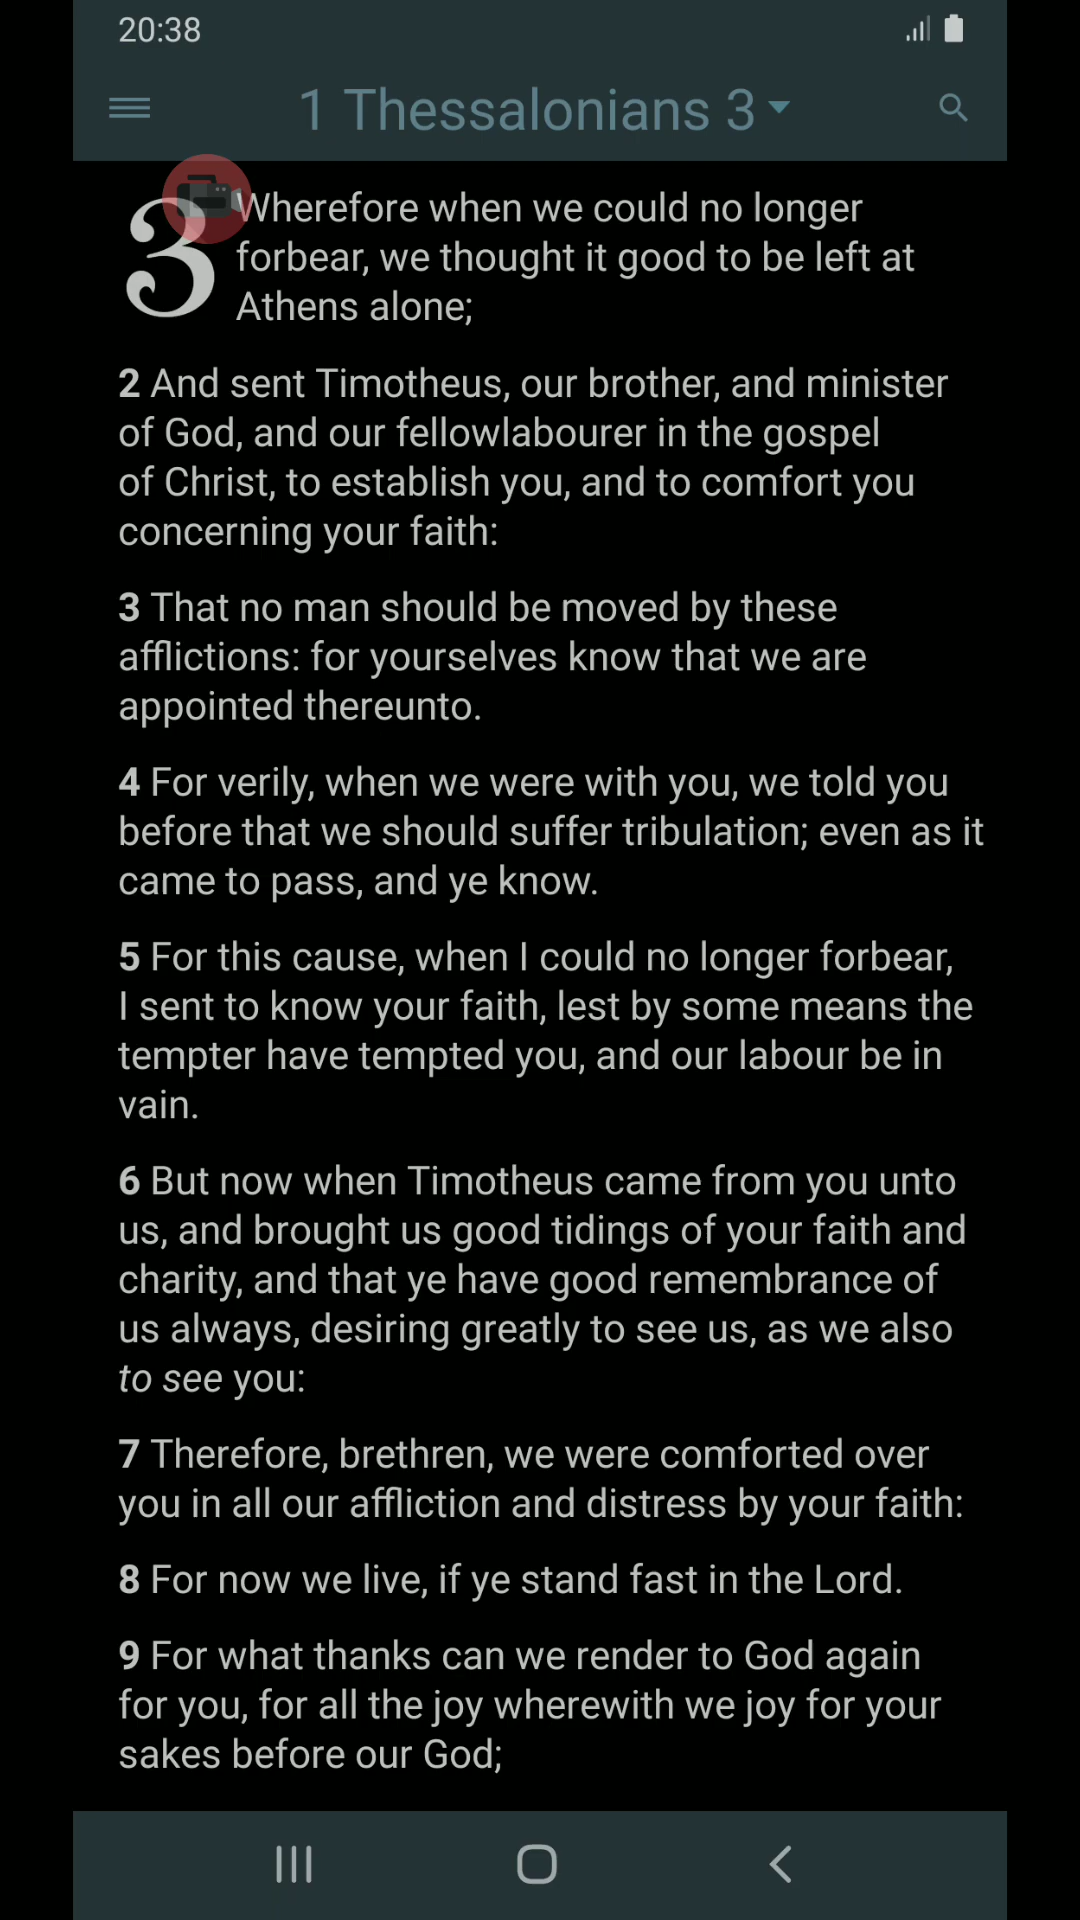 20:38
1 Thessalonians 3
3 Wherefore when we could no longer
forbear, we thought it good to be left at
Athens alone;
2 And sent Timotheus, our brother, and minister
of God, and our fellowlabourer in the gospel
of Christ, to establish you, and to comfort you
concerning your faith:
3 That no man should be moved by these
afflictions: for yourselves know that we are
appointed thereunto.
4 For verily, when we were with you, we told you
before that we should suffer tribulation; even as it
came to pass, and ye know.
5 For this cause, when I could no longer forbear,
I sent to know your faith, lest by some means the
tempter have tempted you, and our labour be in
vain.
6 But now when Timotheus came from you unto
us, and brought us good tidings of your faith and
charity, and that ye have good remembrance of
us always, desiring greatly to see us, as we also
to see you:
7 Therefore, brethren, we were comforted over
you in all our affliction and distress by your faith:
8 For now we live, if ye stand fast in the Lord.
9 For what thanks can we render to God again
for you, for all the joy wherewith we joy for your
sakes before our God;